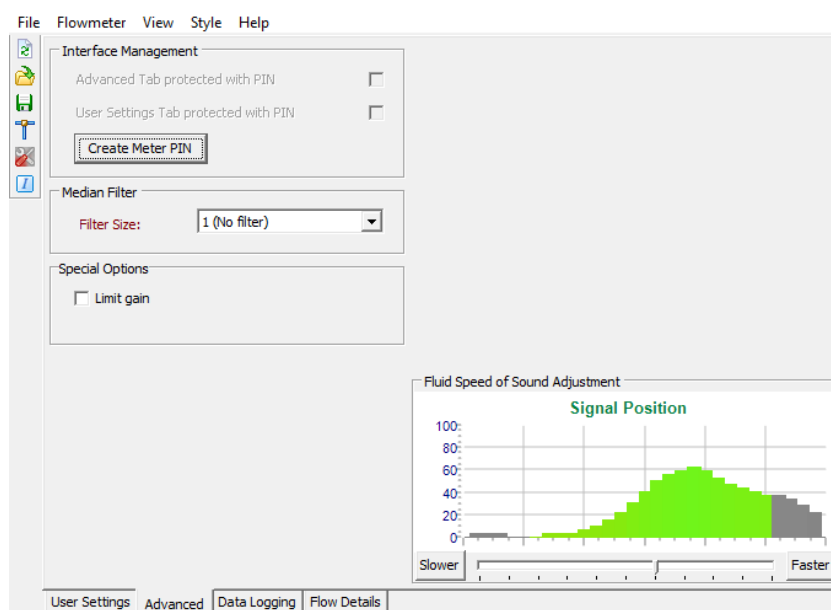 File Flowmeter View Style Help
Interface Management
Advanced Tab protected with PIN
User Settings Tab protected with PIN
Create Meter PIN
Median Filter
Filter Size: 1 (No filter)
Special Options
Limit gain
Fluid Speed of Sound Adjustment
Signal Position
100
80
60
40
20
0
Slower Faster
User Settings Advanced Data Logging Flow Details